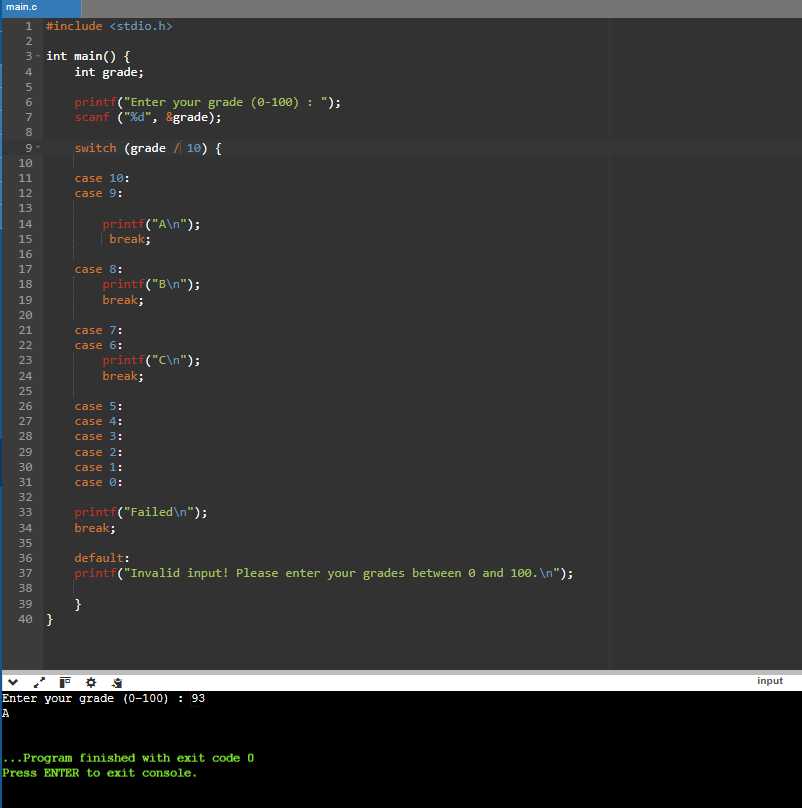 main.c
1 #include <stdio.h>
2
3 int main() {
4 int grade;
5
6 printf("Enter your grade (0-100) : ");
7 scanf ("%d", &grade);
8
9 switch (grade / 10) {
10
11 case 10:
12 case 9:
13
14 printf("A\n");
15 break;
16
17 case 8:
18 printf("B\n");
19 break;
20
21 case 7:
22 case 6:
23 printf("C\n");
24 break;
25
26 case 5:
27 case 4:
28 case 3:
29 case 2:
30 case 1:
31 case 0:
32
33 printf("Failed\n");
34 break;
35
36 default:
37 printf("Invalid input! Please enter your grades between 0 and 100.\n");
38
39 }
40 }
input
Enter your grade (0-100) : 93
A
...Program finished with exit code 0
Press ENTER to exit console.